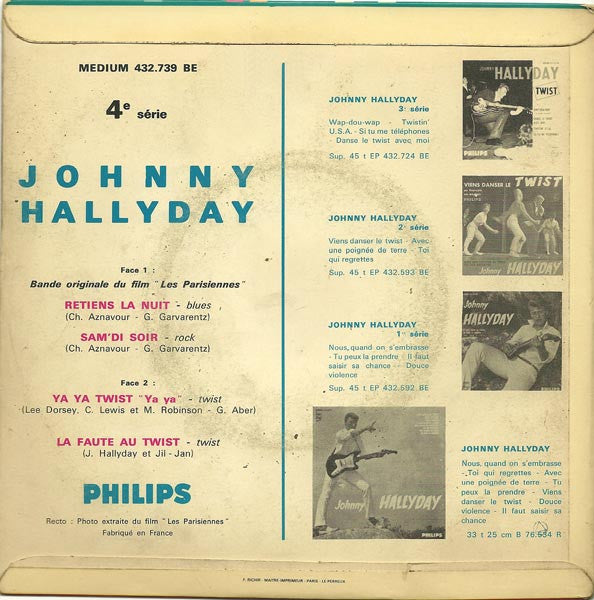 MEDIUM 432.739 BE
4e série
JOHNNY
HALLYDAY
Face 1 :
Bande originale du film "Les Parisiennes"
RETIENS LA NUIT - blues
(Ch. Aznavour - G. Garvarentz)
SAM'DI SOIR - rock
(Ch. Aznavour - G. Garvarentz)
Face 2 :
YA YA TWIST "Ya ya" - twist
(Lee Dorsey, C. Lewis et M. Robinson - G. Aber)
LA FAUTE AU TWIST - twist
(J. Hallyday et Jil-Jan)
PHILIPS
Recto : Photo extraite du film "Les Parisiennes"
Fabriqué en France
JOHNNY HALLYDAY
3e série
Wap-dou-wap - Twistin'
U.S.A. - Si tu me téléphones
- Danse le twist avec moi
Sup. 45 t EP 432.724 BE
JOHNNY HALLYDAY
2e série
Viens danser le twist - Avec
une poignée de terre - Toi
qui regrettes
Sup. 45 t EP 432.593 BE
JOHNNY HALLYDAY
1re série
Nous, quand on s'embrasse
- Tu peux la prendre - Il faut
saisir sa chance - Douce
violence
Sup. 45 t EP 432.592 BE
JOHNNY HALLYDAY
TWIST
PHILIPS
VIENS DANSER LE TWIST
Johnny HALLYDAY
Johnny
HALLYDAY
Johnny HALLYDAY
PHILIPS
JOHNNY HALLYDAY
Nous, quand on s'embrasse
- Toi qui regrettes - Avec
une poignée de terre - Tu
peux la prendre - Viens
danser le twist - Douce
violence - Il faut saisir sa
chance
33 t 25 cm B 76.534 R
F. RICHIR - MAITRE-IMPRIMEUR - PARIS - LE PERREUX